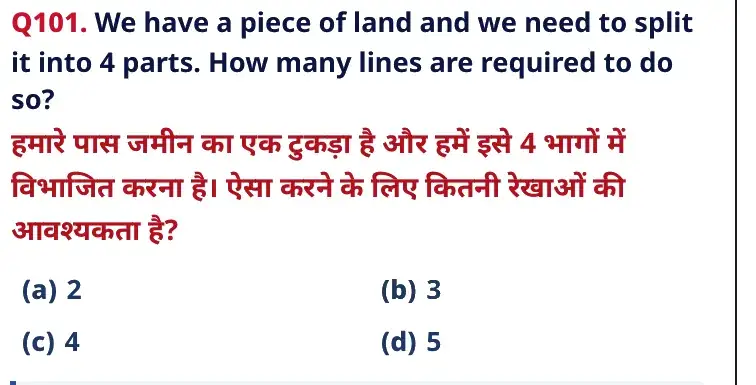 Q101. We have a piece of land and we need to split
it into 4 parts. How many lines are required to do
so?
हमारे पास जमीन का एक टुकड़ा है और हमें इसे 4 भागों में
विभाजित करना है। ऐसा करने के लिए कितनी रेखाओं की
आवश्यकता है?
(a) 2 (b) 3
(c) 4 (d) 5